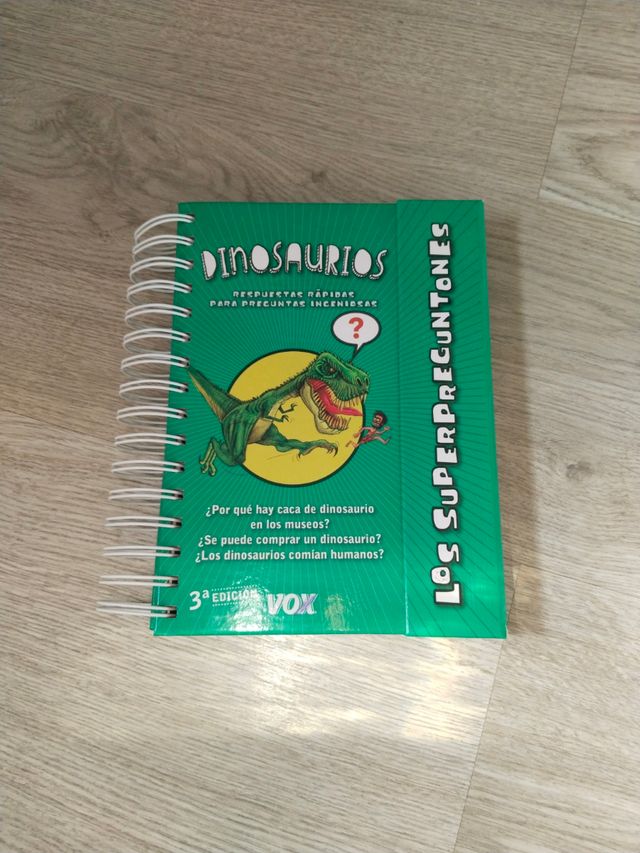 DINOSAURIOS
RESPUESTAS RÁPIDAS
PARA PREGUNTAS INGENIOSAS
?
¿Por qué hay caca de dinosaurio
en los museos?
¿Se puede comprar un dinosaurio?
¿Los dinosaurios comían humanos?
3ª EDICIÓN
VOX
LOS SUPERPREGUNTONES